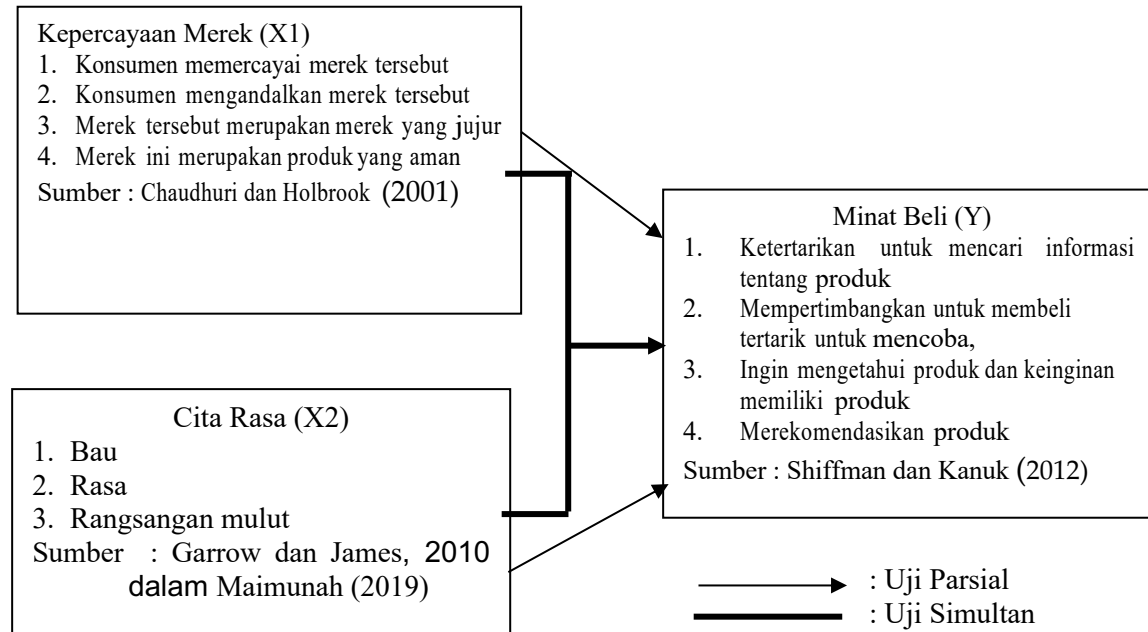 Kepercayaan Merek (X1)
1. Konsumen memercayai merek tersebut
2. Konsumen mengandalkan merek tersebut
3. Merek tersebut merupakan merek yang jujur
4. Merek ini merupakan produk yang aman
Sumber : Chaudhuri dan Holbrook (2001)
Minat Beli (Y)
1. Ketertarikan untuk mencari informasi
tentang produk
2. Mempertimbangkan untuk membeli
tertarik untuk mencoba,
3. Ingin mengetahui produk dan keinginan
memiliki produk
4. Merekomendasikan produk
Sumber : Shiffman dan Kanuk (2012)
Cita Rasa (X2)
1. Bau
2. Rasa
3. Rangsangan mulut
Sumber : Garrow dan James, 2010
dalam Maimunah (2019)
: Uji Parsial
: Uji Simultan